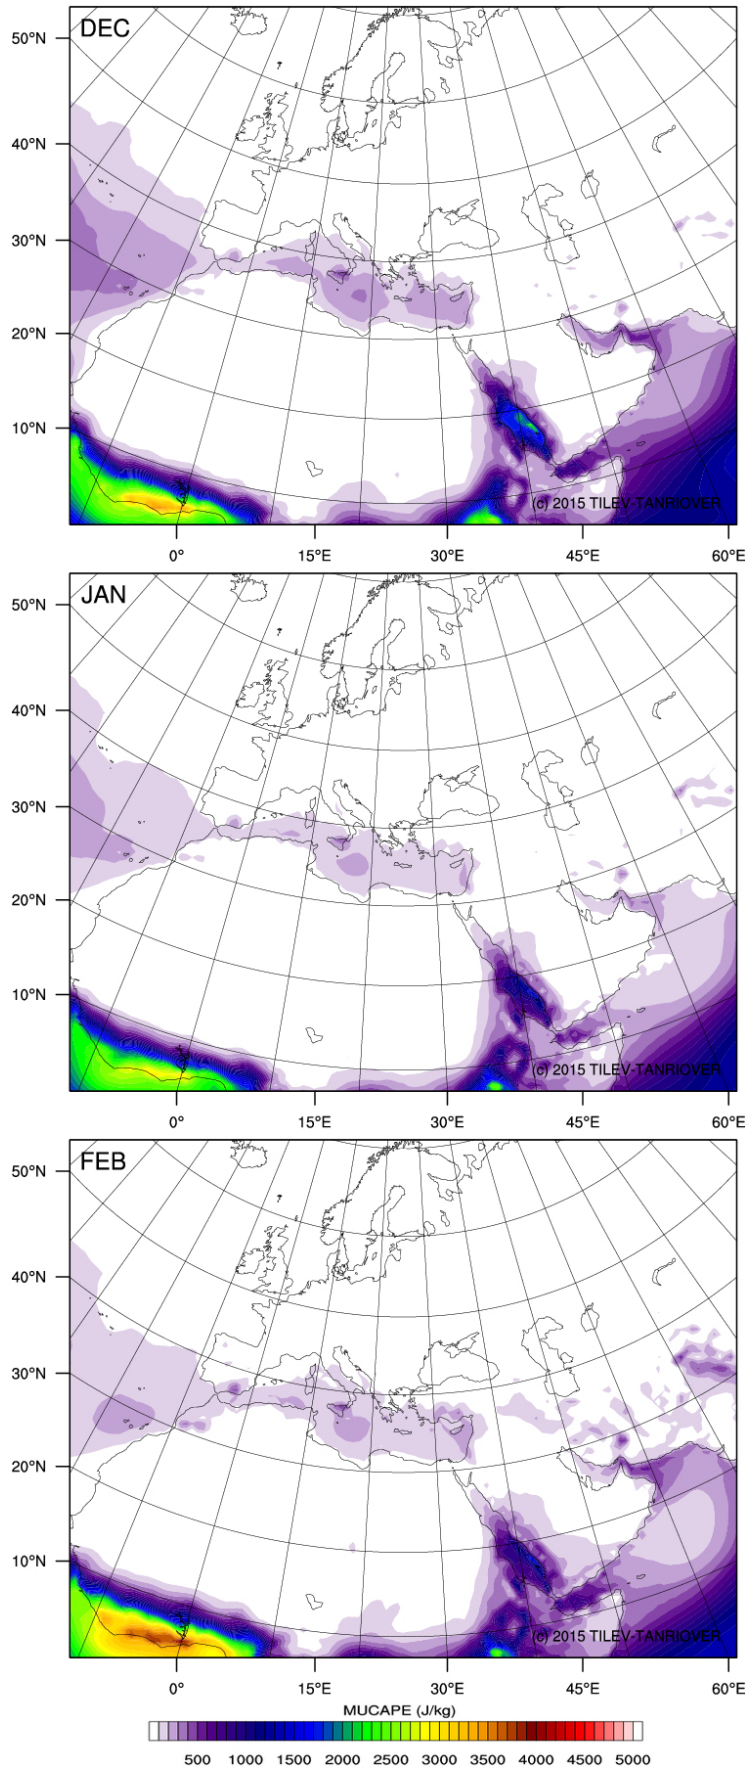 DEC
50°N
40°N
30°N
20°N
10°N
(c) 2015 TILEV-TANRIOVER
0° 15°E 30°E 45°E 60°E
JAN
50°N
40°N
30°N
20°N
10°N
(c) 2015 TILEV-TANRIOVER
0° 15°E 30°E 45°E 60°E
FEB
50°N
40°N
30°N
20°N
10°N
(c) 2015 TILEV-TANRIOVER
0° 15°E 30°E 45°E 60°E
MUCAPE (J/kg)
500 1000 1500 2000 2500 3000 3500 4000 4500 5000